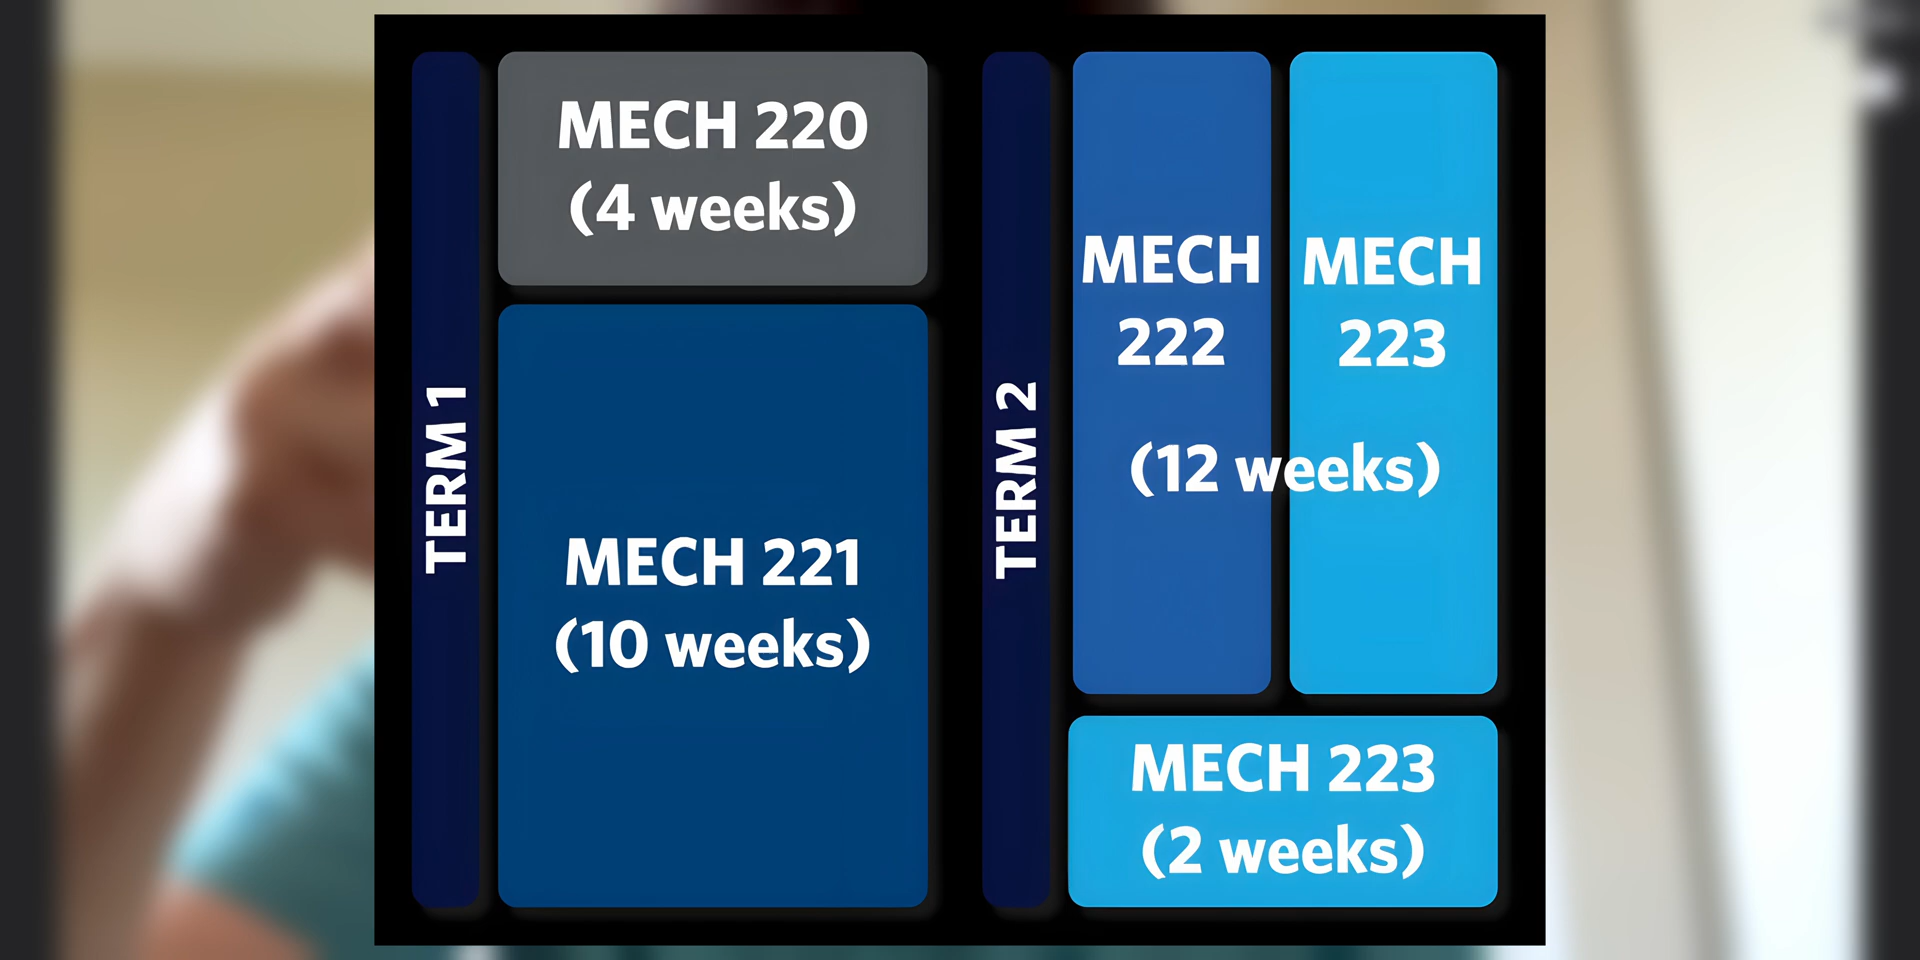 TERM 1
MECH 220
(4 weeks)
MECH 221
(10 weeks)
TERM 2
MECH
222
MECH
223
(12 weeks)
MECH 223
(2 weeks)